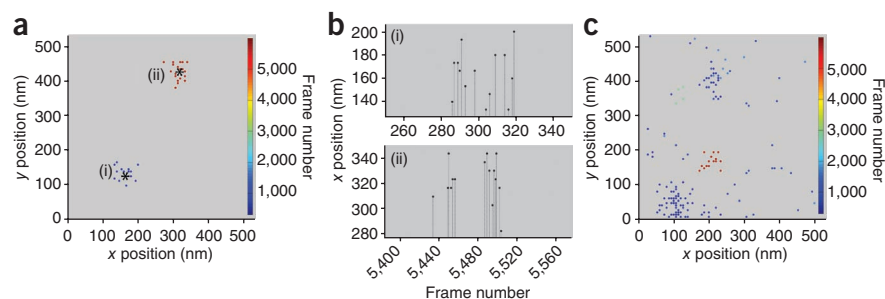 a
500
400
300
200
100
0
y position (nm)
(ii)
(i)
0 100 200 300 400 500
x position (nm)
5,000
4,000
3,000
2,000
1,000
Frame number
b
(i)
200
180
160
140
260 280 300 320 340
(ii)
340
320
300
280
x position (nm)
5,400
5,440
5,480
5,520
5,560
Frame number
c
500
400
300
200
100
0
y position (nm)
0 100 200 300 400 500
x position (nm)
5,000
4,000
3,000
2,000
1,000
Frame number